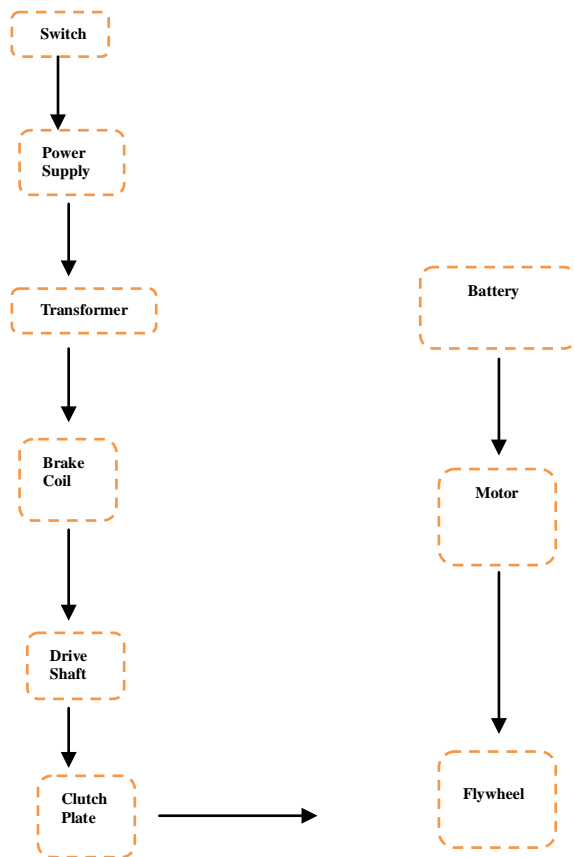 Switch
Power
Supply
Transformer
Brake
Coil
Drive
Shaft
Clutch
Plate
Battery
Motor
Flywheel